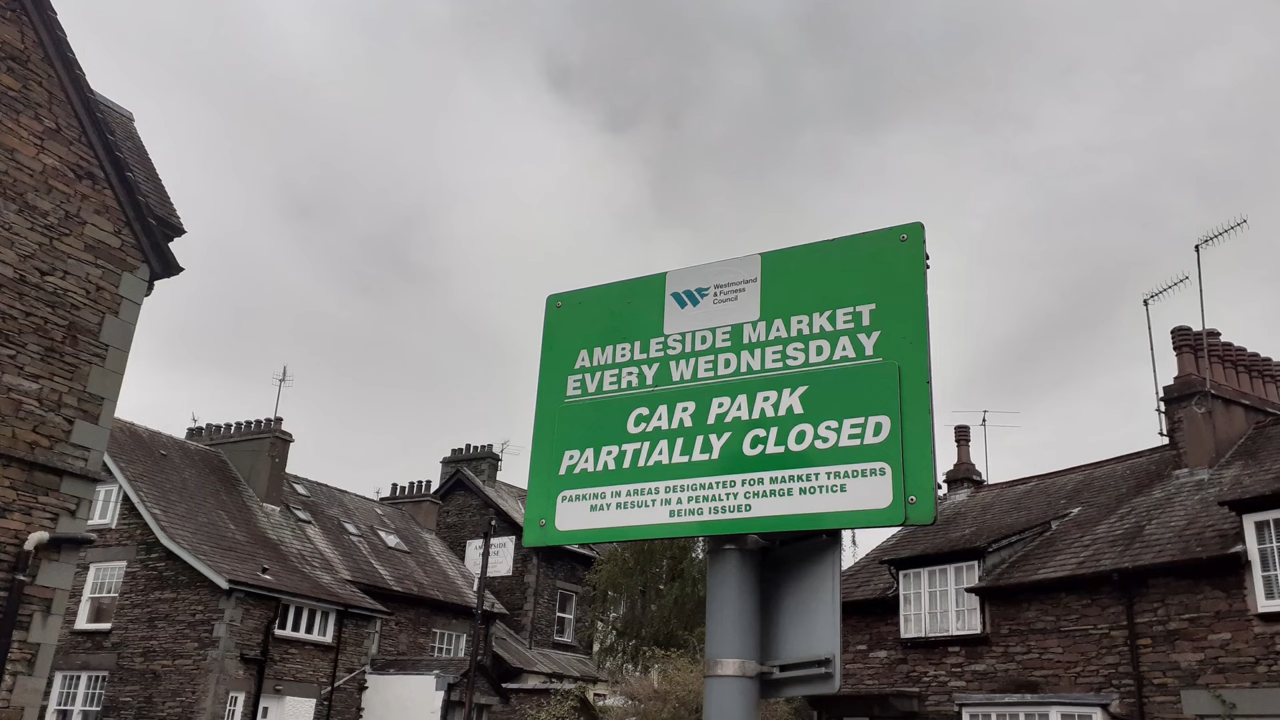 Westmorland
& Furness
Council
AMBLESIDE MARKET
EVERY WEDNESDAY
CAR PARK
PARTIALLY CLOSED
PARKING IN AREAS DESIGNATED FOR MARKET TRADERS
MAY RESULT IN A PENALTY CHARGE NOTICE
BEING ISSUED
HOUSE